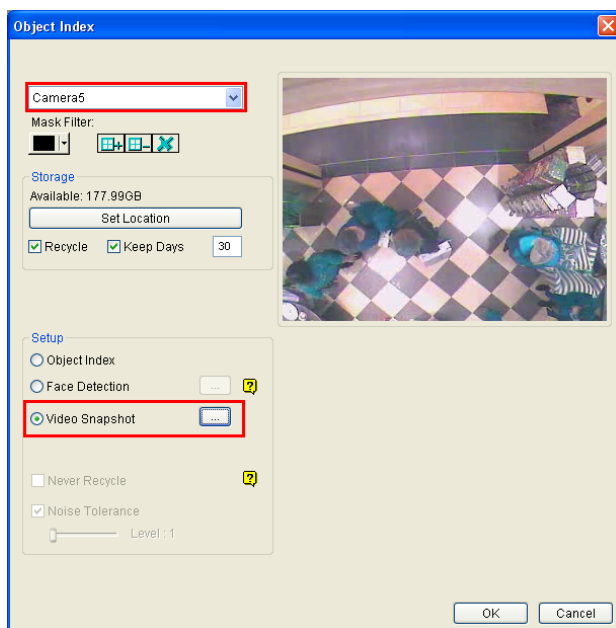 Object Index
Camera5
Mask Filter:
Storage
Available: 177.99GB
Set Location
Recycle Keep Days 30
Setup
Object Index
Face Detection ... ?
Video Snapshot ...
Never Recycle ?
Noise Tolerance
Level : 1
OK Cancel